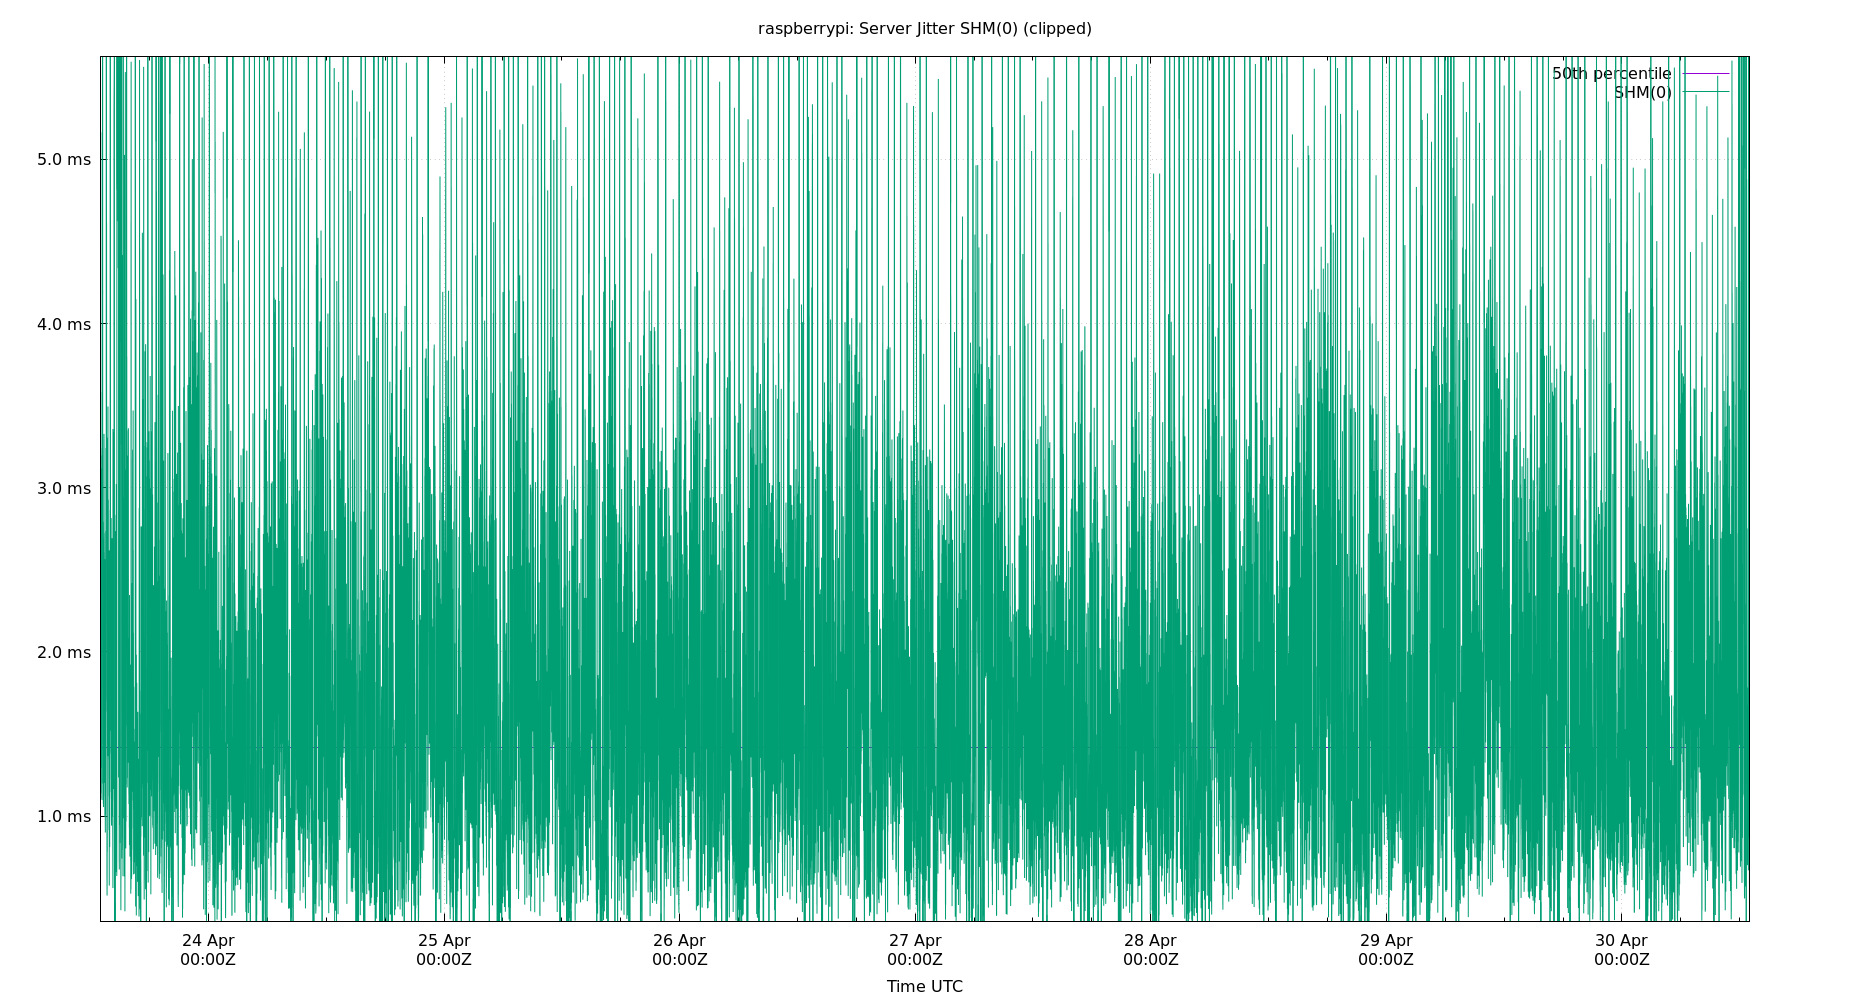 raspberrypi: Server Jitter SHM(0) (clipped)
50th percentile
SHM(0)
5.0 ms
4.0 ms
3.0 ms
2.0 ms
1.0 ms
24 Apr 25 Apr 26 Apr 27 Apr 28 Apr 29 Apr 30 Apr
00:00Z 00:00Z 00:00Z 00:00Z 00:00Z 00:00Z 00:00Z
Time UTC